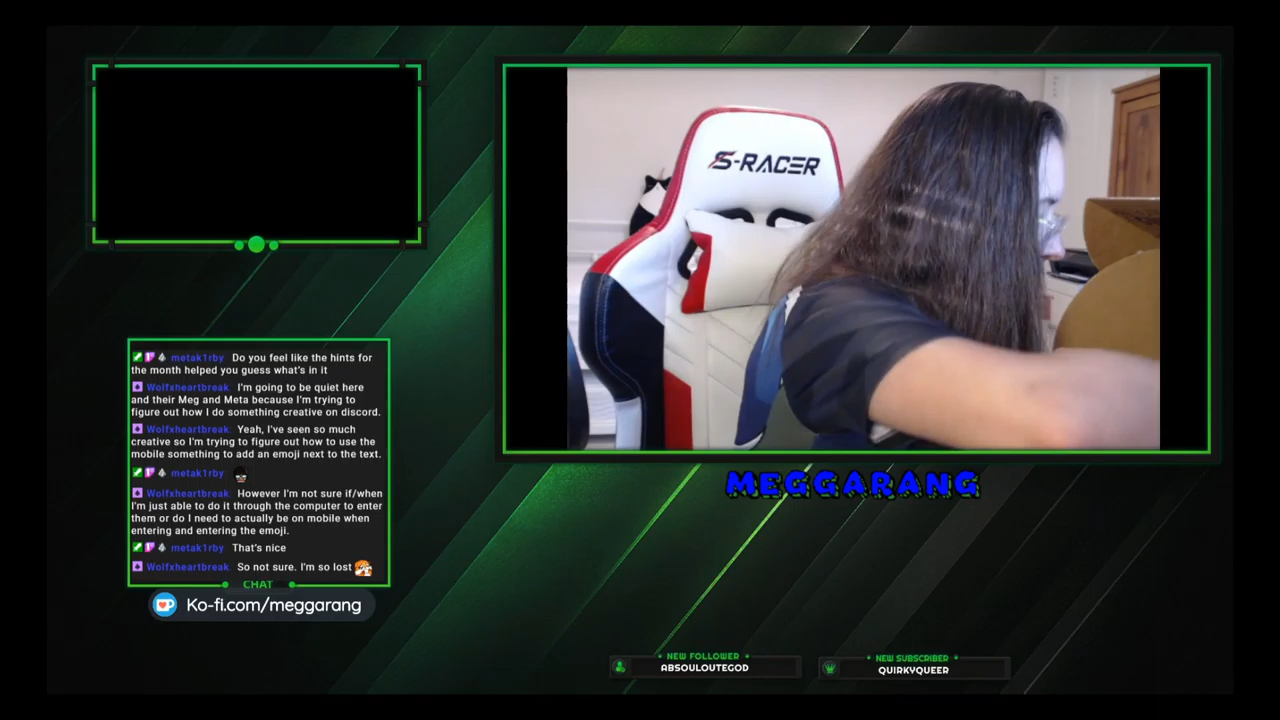 S-RACER
metak1rby Do you feel like the hints for
the month helped you guess what's in it
Wolfxheartbreak I'm going to be quiet here
and their Meg and Meta because I'm trying to
figure out how I do something creative on discord.
Wolfxheartbreak Yeah, I've seen so much
creative so I'm trying to figure out how to use the
mobile something to add an emoji next to the text.
metak1rby
Wolfxheartbreak However I'm not sure if/when
I'm just able to do it through the computer to enter
them or do I need to actually be on mobile when
entering and entering the emoji.
metak1rby That's nice
Wolfxheartbreak So not sure. I'm so lost
CHAT
Ko-fi.com/meggarang
MEGGARANG
NEW FOLLOWER
ABSOULOUTEGOD
NEW SUBSCRIBER
QUIRKYQUEER